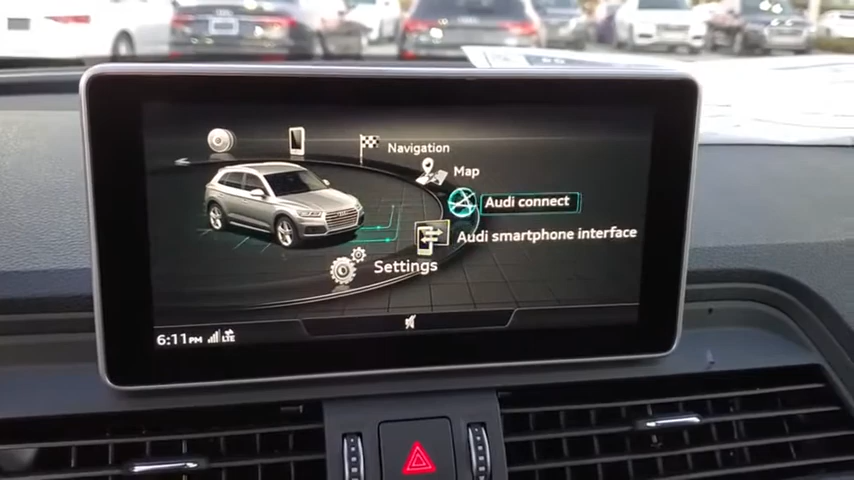 Navigation
Map
Audi connect
Audi smartphone interface
Settings
6:11PM LTE